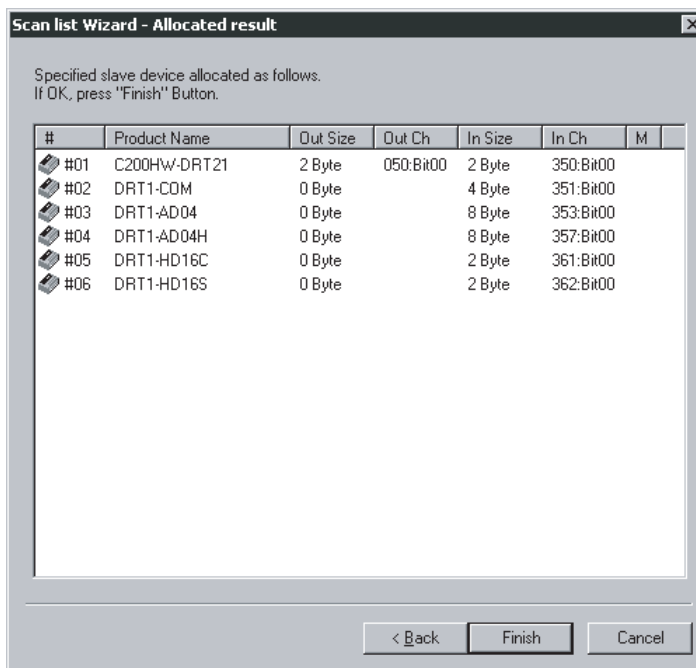 Scan list Wizard - Allocated result
Specified slave device allocated as follows.
If OK, press "Finish" Button.
# Product Name Out Size Out Ch In Size In Ch M
#01 C200HW-DRT21 2 Byte 050:Bit00 2 Byte 350:Bit00
#02 DRT1-COM 0 Byte 4 Byte 351:Bit00
#03 DRT1-AD04 0 Byte 8 Byte 353:Bit00
#04 DRT1-AD04H 0 Byte 8 Byte 357:Bit00
#05 DRT1-HD16C 0 Byte 2 Byte 361:Bit00
#06 DRT1-HD16S 0 Byte 2 Byte 362:Bit00
< Back Finish Cancel